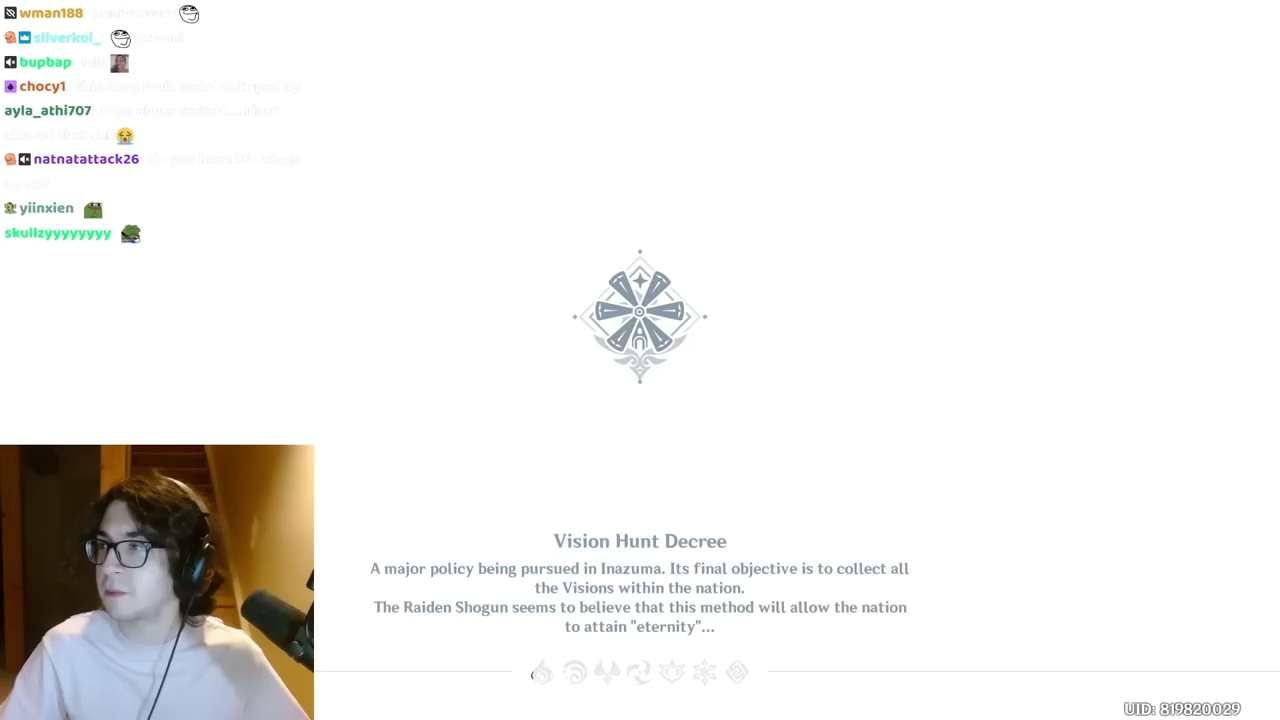 wman188
silverkoi_
bupbap
chocy1
ayla_athi707
natnatattack26
yiinxien
skullzyyyyyyyy
Vision Hunt Decree
A major policy being pursued in Inazuma. Its final objective is to collect all
the Visions within the nation.
The Raiden Shogun seems to believe that this method will allow the nation
to attain "eternity"...
UID: 819820029